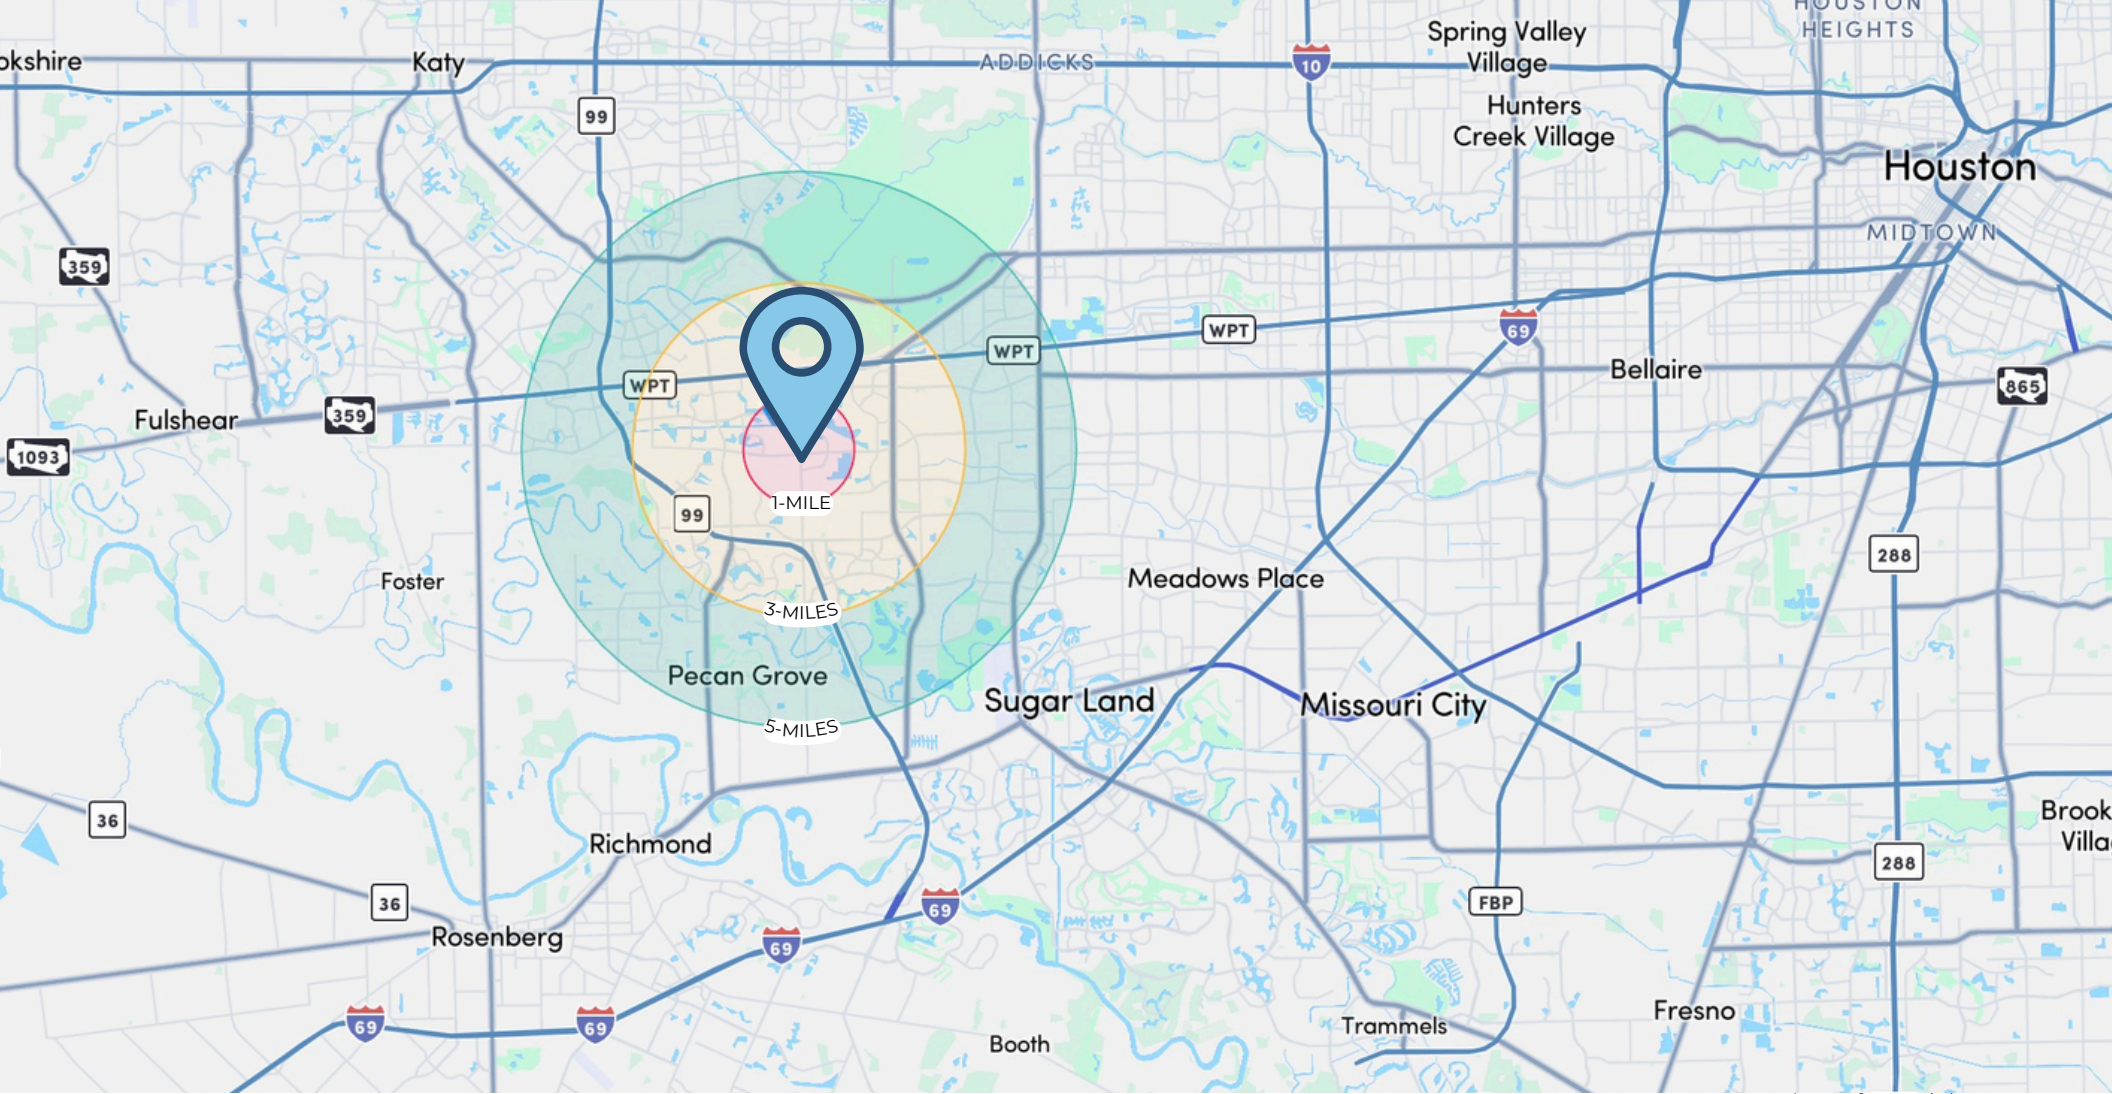 HOUSTON
HEIGHTS
Spring Valley
Village
okshire
Katy
ADDICKS
10
99
Hunters
Creek Village
Houston
MIDTOWN
359
WPT
WPT
WPT
69
Bellaire
865
Fulshear
359
1093
1-MILE
99
288
Foster
Meadows Place
3-MILES
Pecan Grove
Sugar Land
Missouri City
5-MILES
36
Brook
Villa
Richmond
288
36
69
FBP
Rosenberg
69
69
69
Fresno
Trammels
Booth